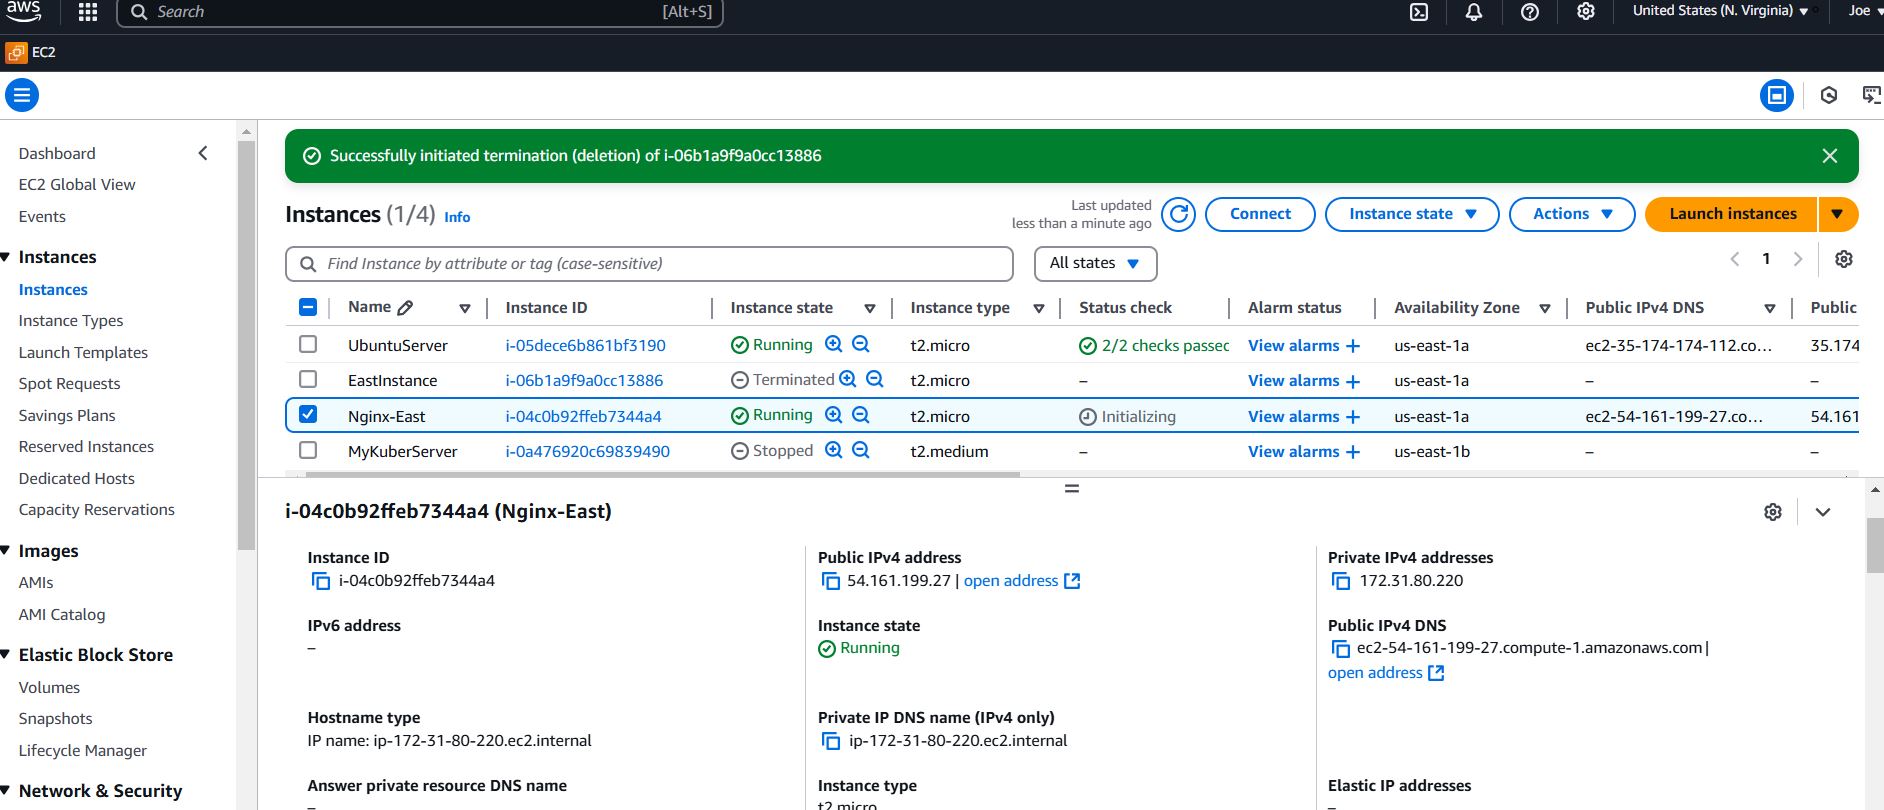 aws
Search [Alt+S] United States (N. Virginia) Joe
EC2
Dashboard
EC2 Global View
Events
Instances
Instances
Instance Types
Launch Templates
Spot Requests
Savings Plans
Reserved Instances
Dedicated Hosts
Capacity Reservations
Images
AMIs
AMI Catalog
Elastic Block Store
Volumes
Snapshots
Lifecycle Manager
Network & Security
Successfully initiated termination (deletion) of i-06b1a9f9a0cc13886
Instances (1/4) Info
Last updated
less than a minute ago
Connect Instance state Actions Launch instances
Find Instance by attribute or tag (case-sensitive) All states 1
Name Instance ID Instance state Instance type Status check Alarm status Availability Zone Public IPv4 DNS Public
UbuntuServer i-05dece6b861bf3190 Running t2.micro 2/2 checks passed View alarms + us-east-1a ec2-35-174-174-112.co... 35.174
EastInstance i-06b1a9f9a0cc13886 Terminated t2.micro – View alarms + us-east-1a – –
Nginx-East i-04c0b92ffeb7344a4 Running t2.micro Initializing View alarms + us-east-1a ec2-54-161-199-27.co... 54.161
MyKuberServer i-0a476920c69839490 Stopped t2.medium – View alarms + us-east-1b – –
i-04c0b92ffeb7344a4 (Nginx-East)
Instance ID
i-04c0b92ffeb7344a4
Public IPv4 address
54.161.199.27 | open address
Private IPv4 addresses
172.31.80.220
IPv6 address
–
Instance state
Running
Public IPv4 DNS
ec2-54-161-199-27.compute-1.amazonaws.com |
open address
Hostname type
IP name: ip-172-31-80-220.ec2.internal
Private IP DNS name (IPv4 only)
ip-172-31-80-220.ec2.internal
Answer private resource DNS name
–
Instance type
t2.micro
Elastic IP addresses
–